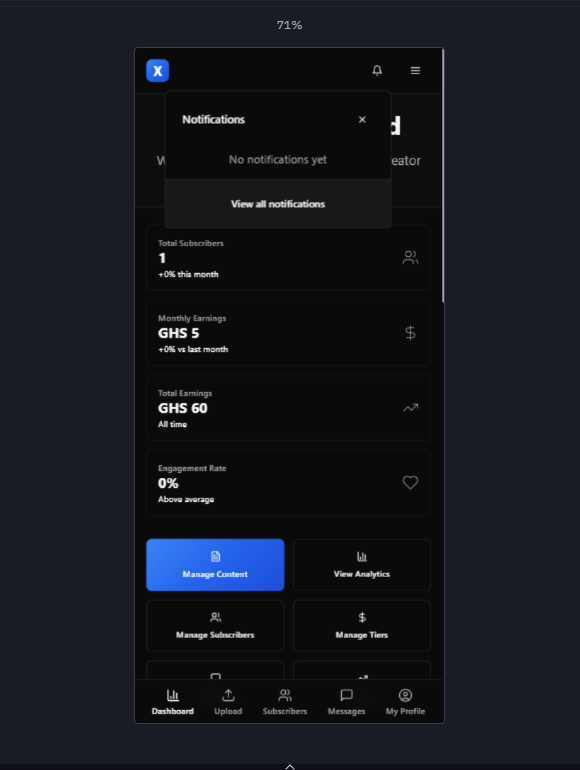 71%
X
Notifications
d
No notifications yet
W
eator
View all notifications
Total Subscribers
1
+0% this month
Monthly Earnings
GHS 5
+0% vs last month
Total Earnings
GHS 60
All time
Engagement Rate
0%
Above average
Manage Content
View Analytics
Manage Subscribers
Manage Tiers
Dashboard
Upload
Subscribers
Messages
My Profile